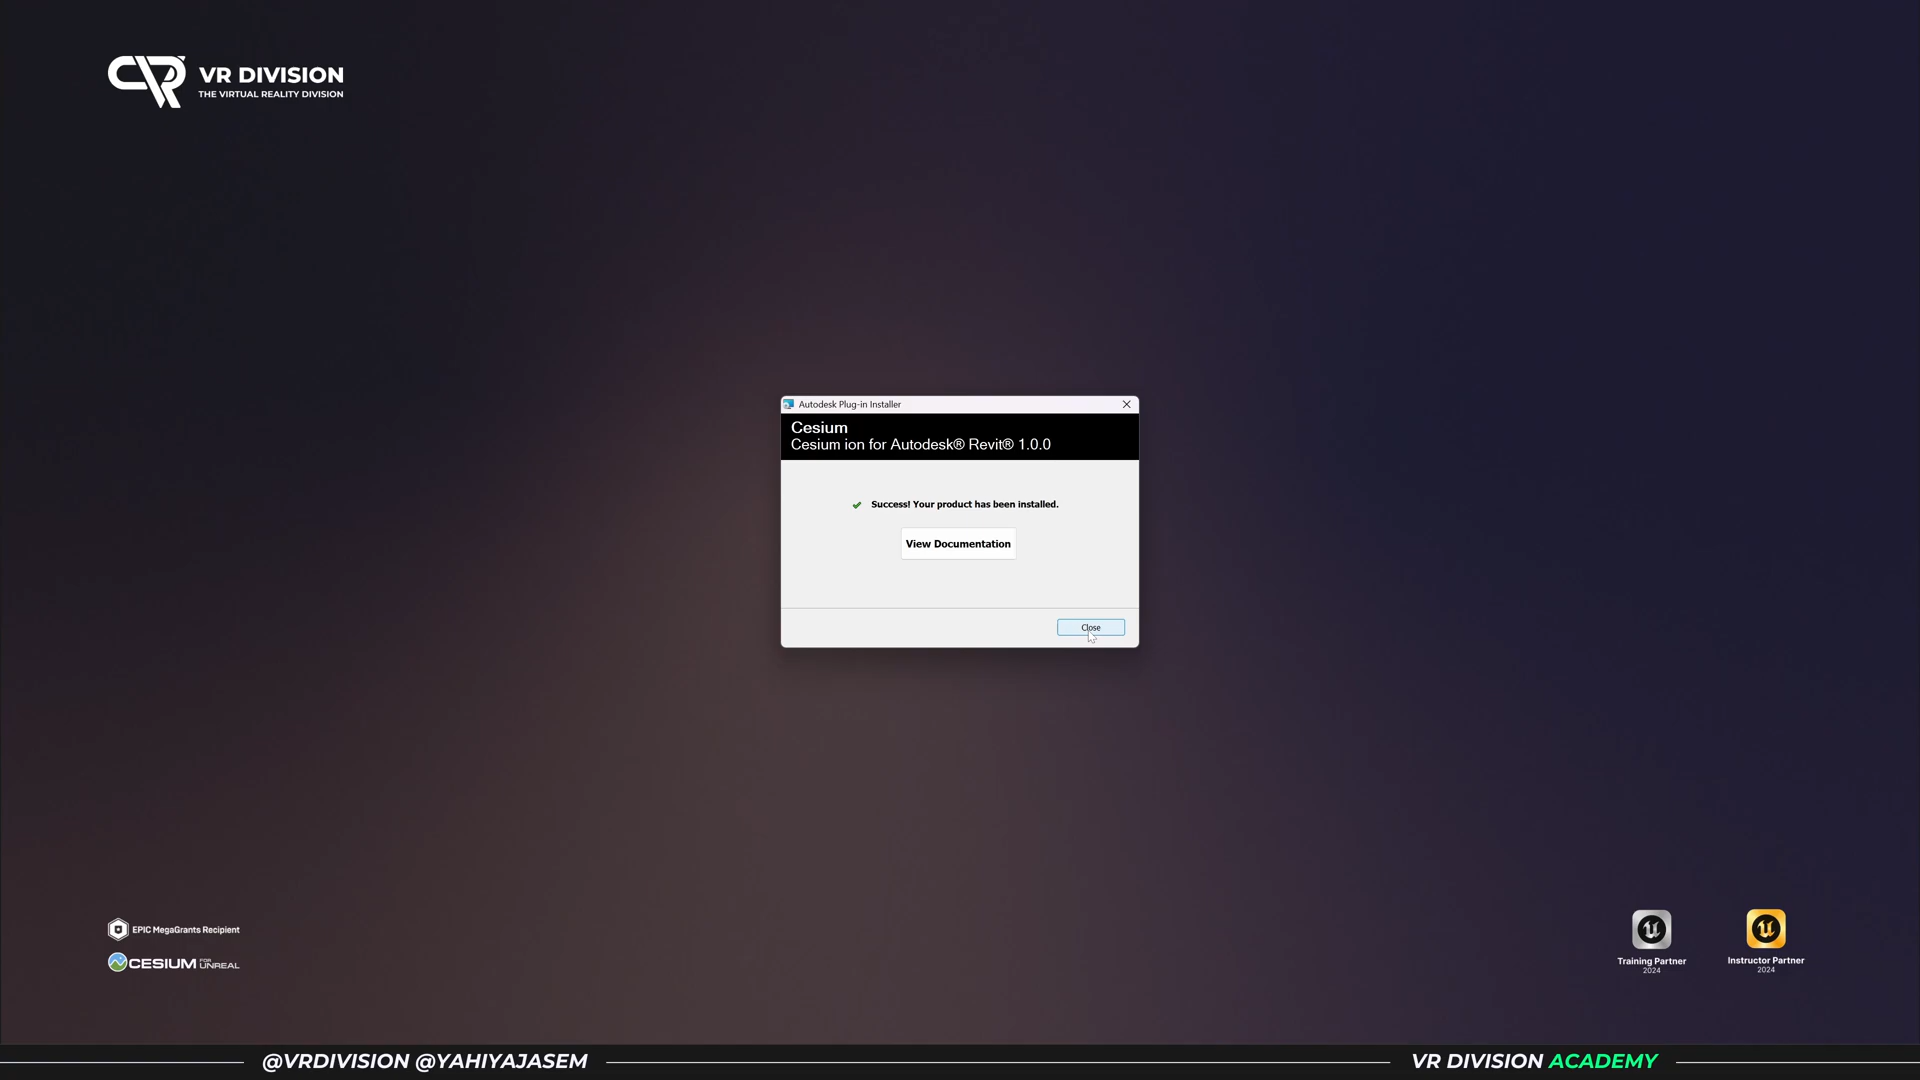 VR DIVISION
THE VIRTUAL REALITY DIVISION
Autodesk Plug-in Installer
Cesium
Cesium ion for Autodesk® Revit® 1.0.0
Success! Your product has been installed.
View Documentation
Close
EPIC MegaGrants Recipient
CESIUM FOR UNREAL
Training Partner
2024
Instructor Partner
2024
@VRDIVISION @YAHIYAJASEM
VR DIVISION ACADEMY